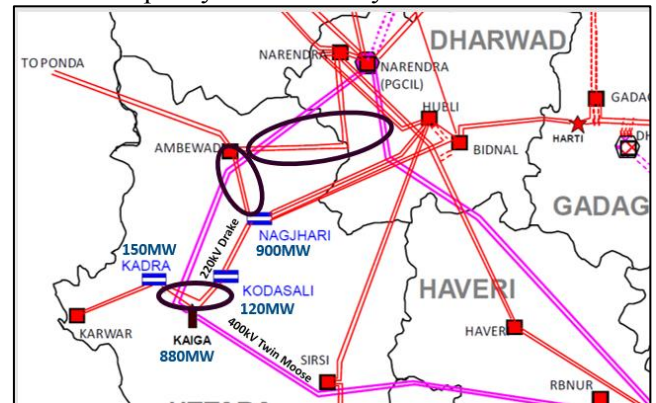 DHARWAD
NARENDRA
TO PONDA
NARENDRA
(PGCIL)
HUBLI
GADAG
HARTI
AMBEWADI
BIDNAL
GADAG
220kV Drake
NAGJHARI
900MW
150MW
KADRA
KODASALI
120MW
HAVERI
KARWAR
KAIGA
880MW
400kV Twin Moose
HAVER
SIRSI
RBNUR